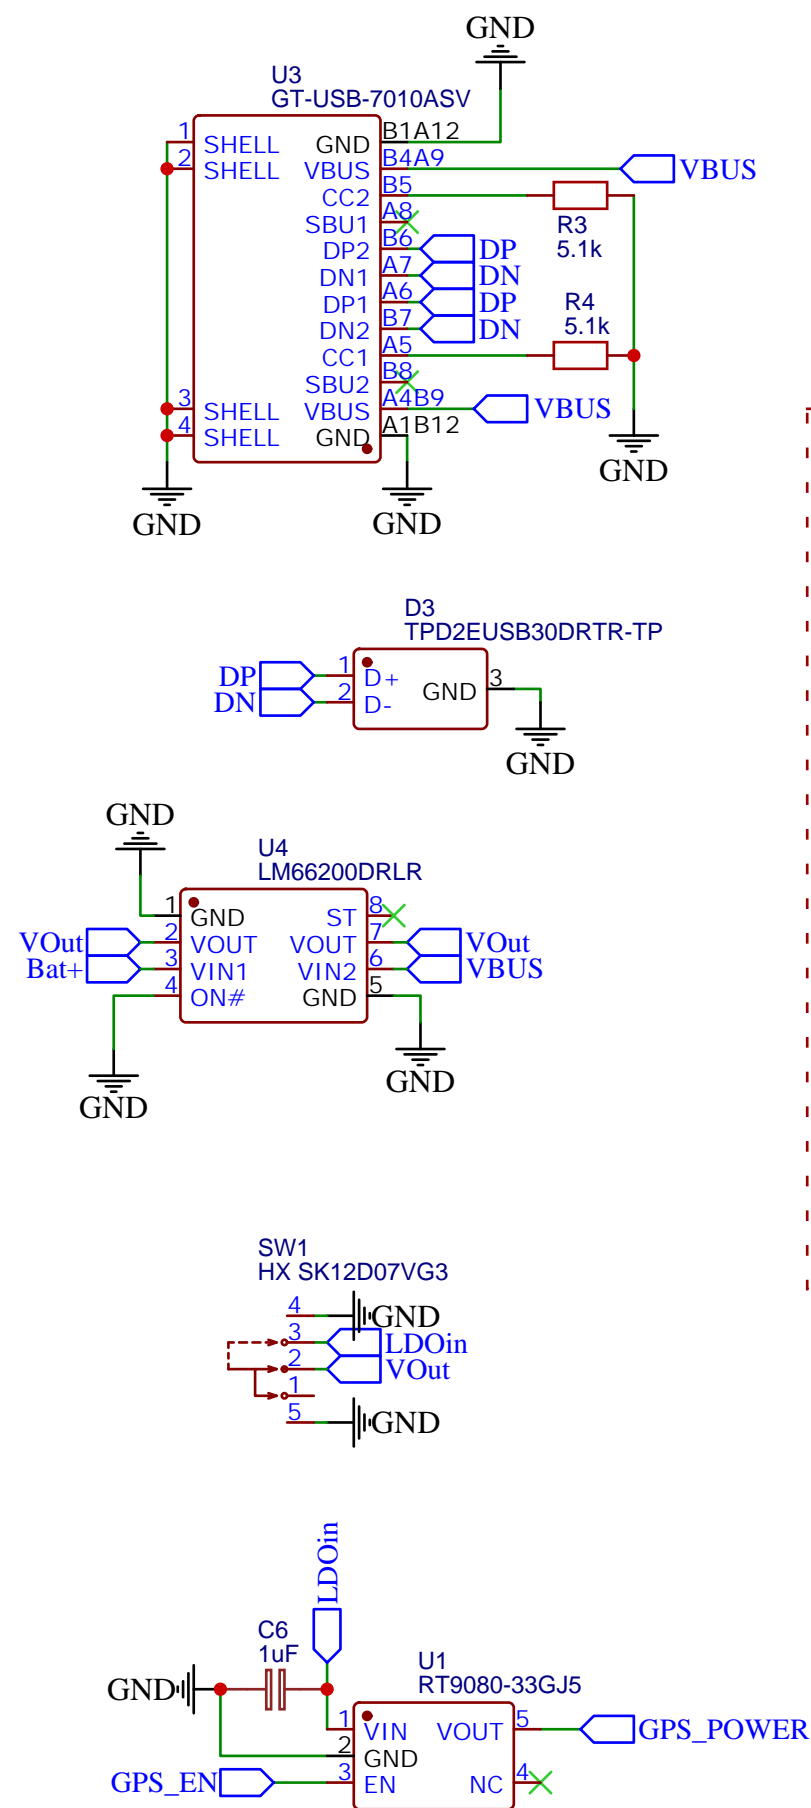 GND
U3
GT-USB-7010ASV
1 SHELL GND B1A12
2 SHELL VBUS B4A9 VBUS
CC2 B5
R3
5.1k
SBU1 A8
DP2 B6 DP
DN1 A7 DN
DP1 A6 DP
DN2 B7 DN
R4
5.1k
CC1 A5
SBU2 B8
3 SHELL VBUS A4B9 VBUS
4 SHELL GND A1B12
GND
GND
GND
D3
TPD2EUSB30DRTR-TP
DP 1 D+
DN 2 D-
GND 3
GND
GND
U4
LM66200DRLR
1 GND ST 8
VOut 2 VOUT VOUT 7 VOut
Bat+ 3 VIN1 VIN2 6 VBUS
4 ON# GND 5
GND
GND
SW1
HX SK12D07VG3
4 GND
3 LDOin
2 VOut
1
5 GND
LDOin
C6
1uF
GND
U1
RT9080-33GJ5
1 VIN VOUT 5 GPS_POWER
2 GND
GPS_EN 3 EN NC 4